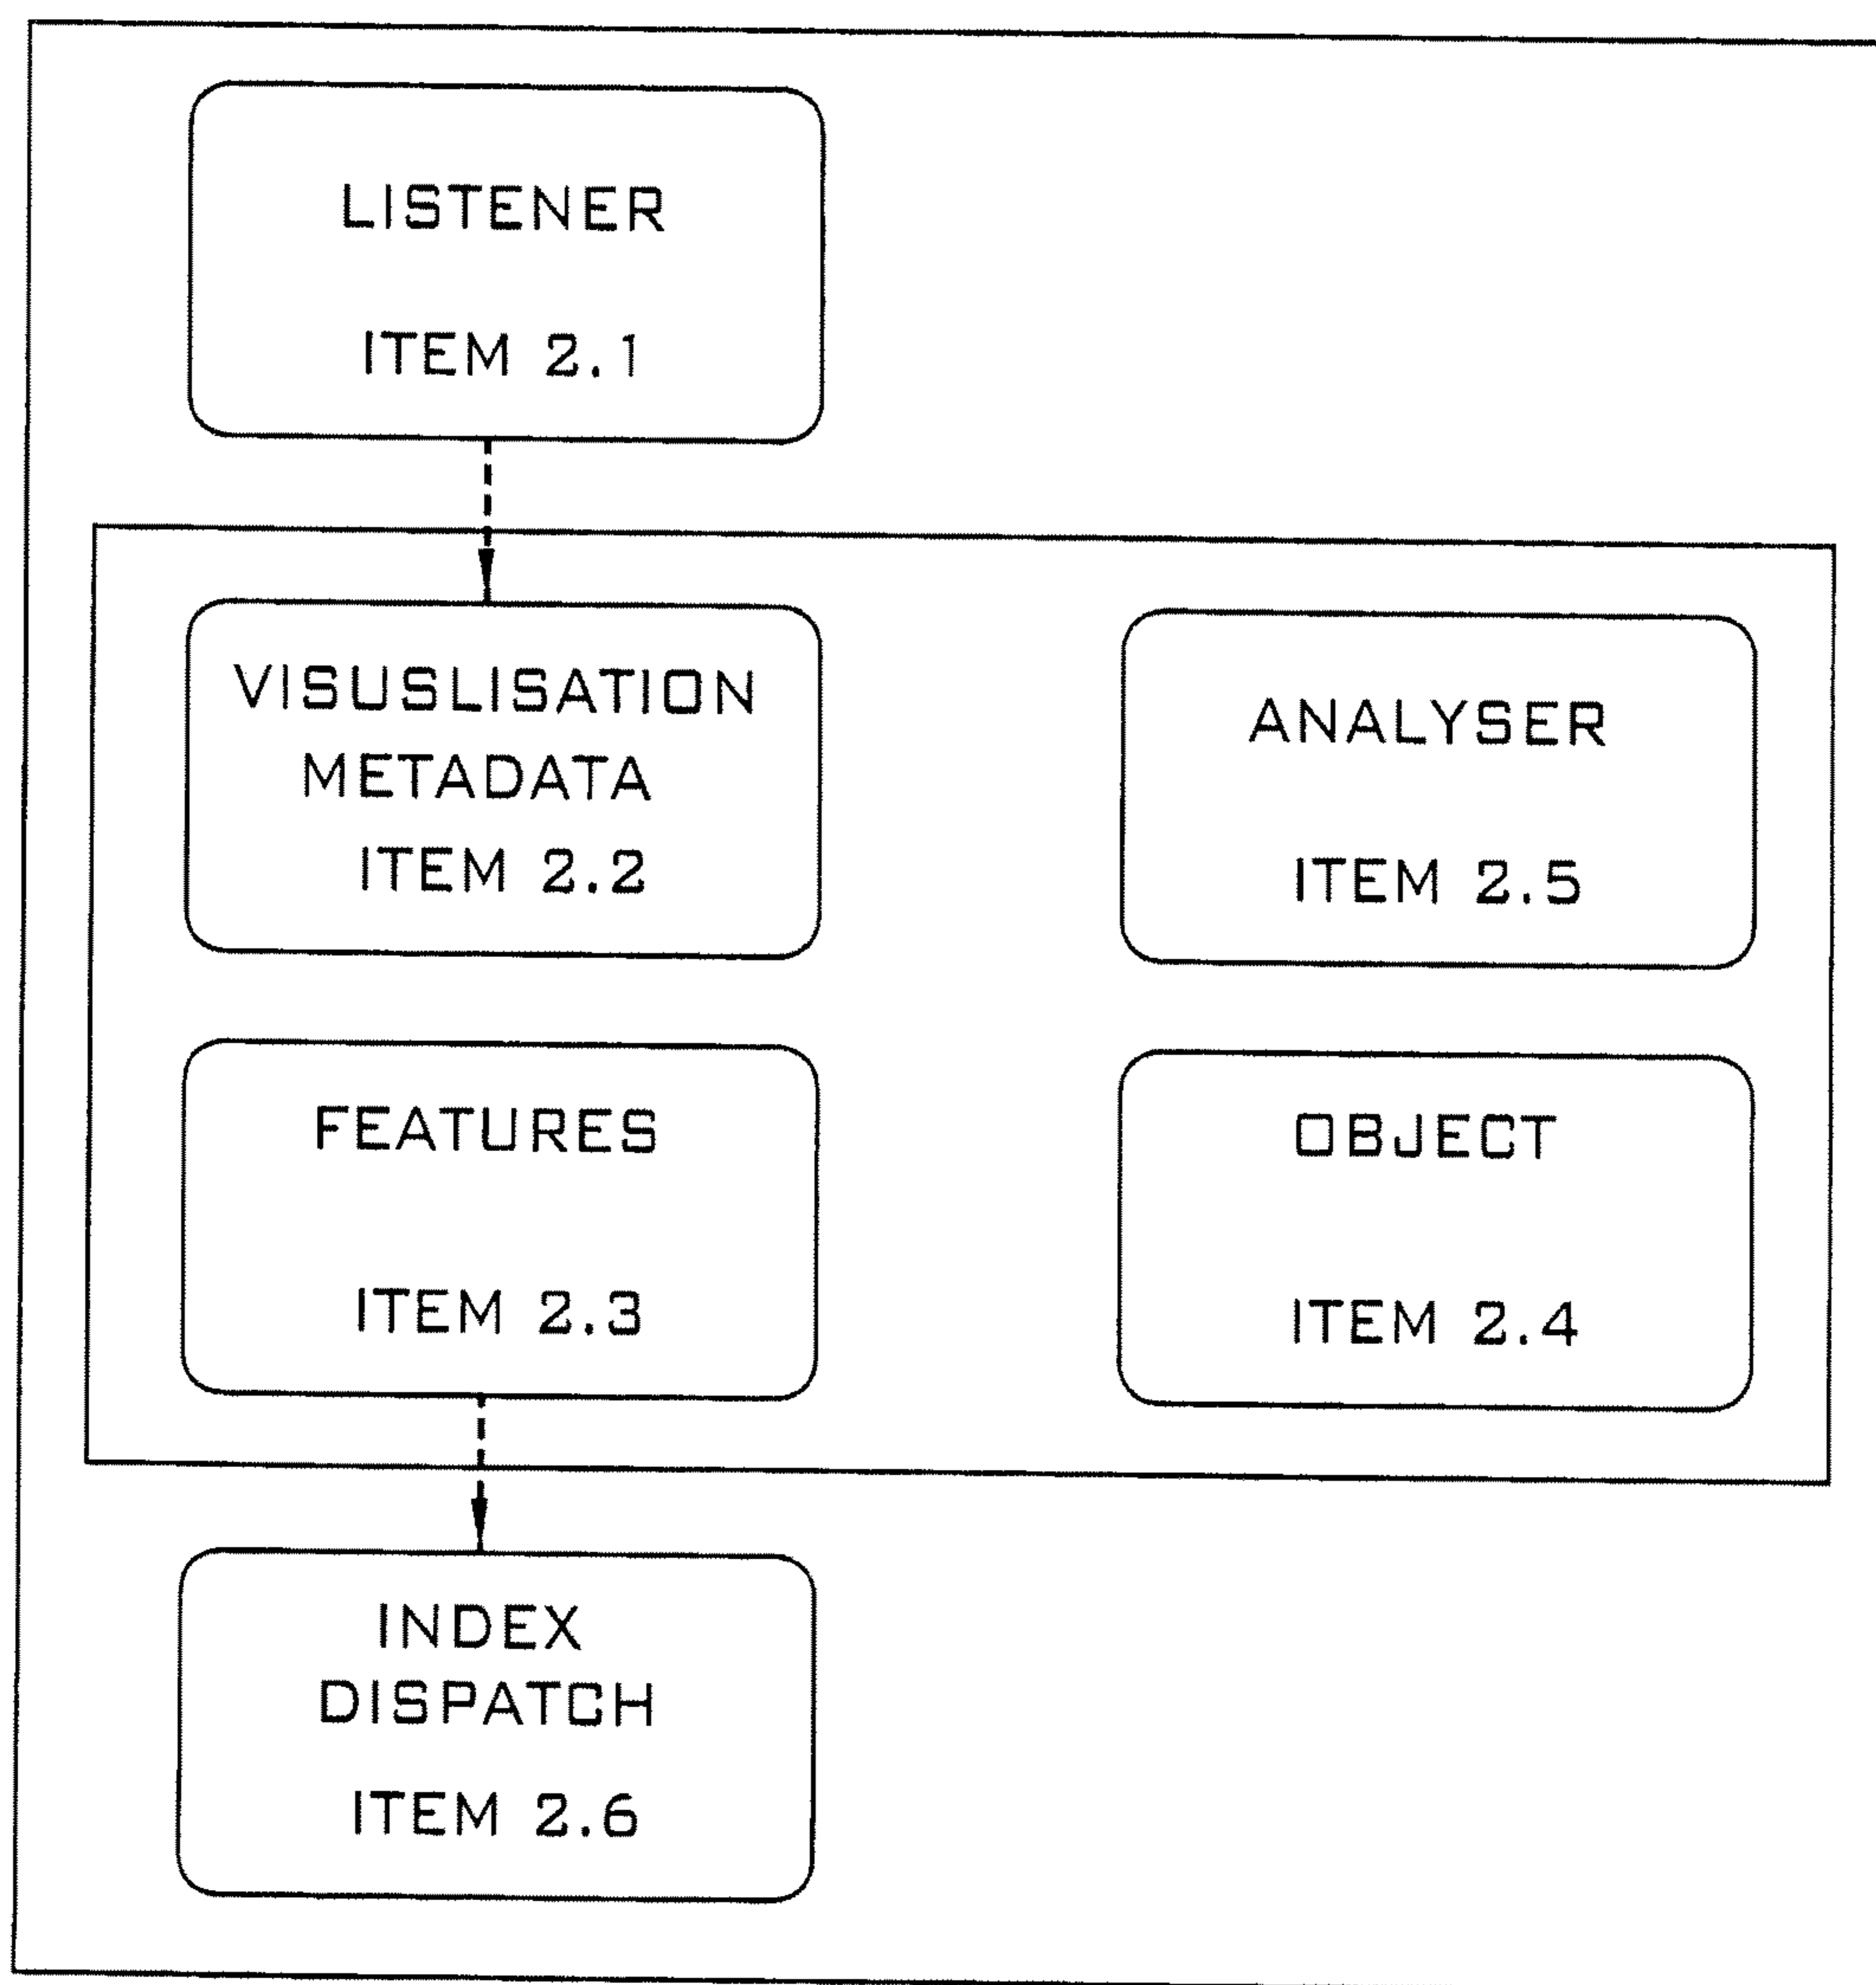 LISTENER
ITEM 2.1
VISUSLISATION
METADATA
ITEM 2.2
ANALYSER
ITEM 2.5
FEATURES
ITEM 2.3
OBJECT
ITEM 2.4
INDEX
DISPATCH
ITEM 2.6